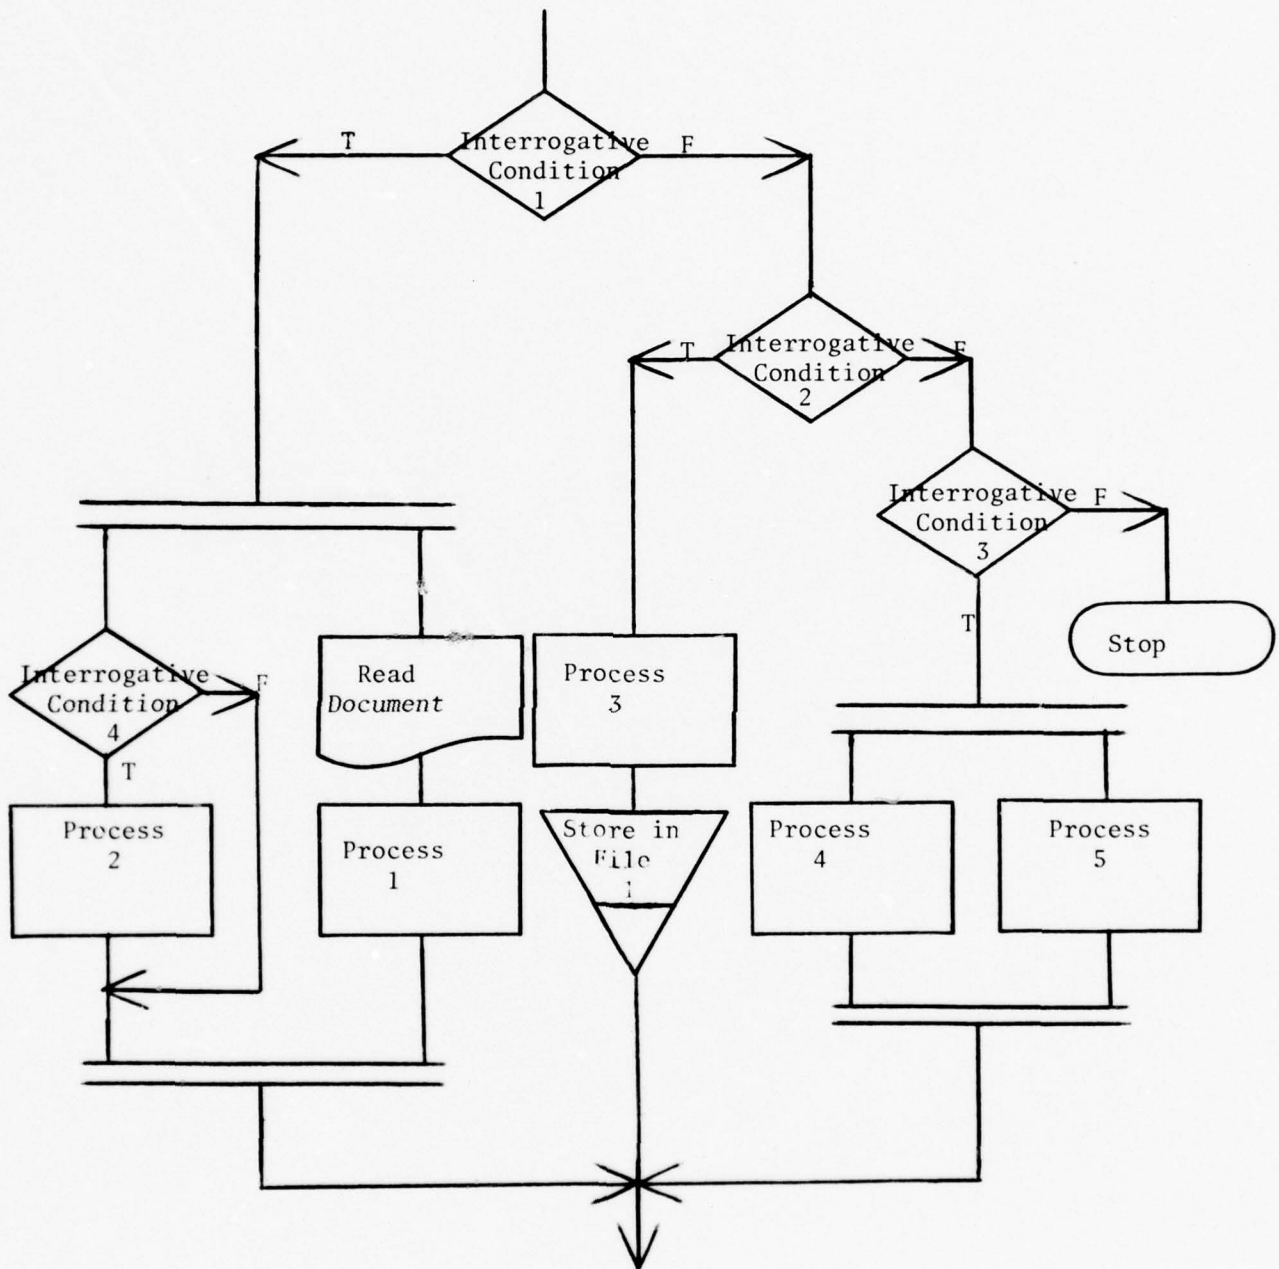 T
Interrogative
Condition
1
F
T
Interrogative
Condition
2
F
Interrogative
Condition
3
F
T
Stop
Interrogative
Condition
4
F
T
Read
Document
Process
3
Process
2
Process
1
Store in
File
1
Process
4
Process
5